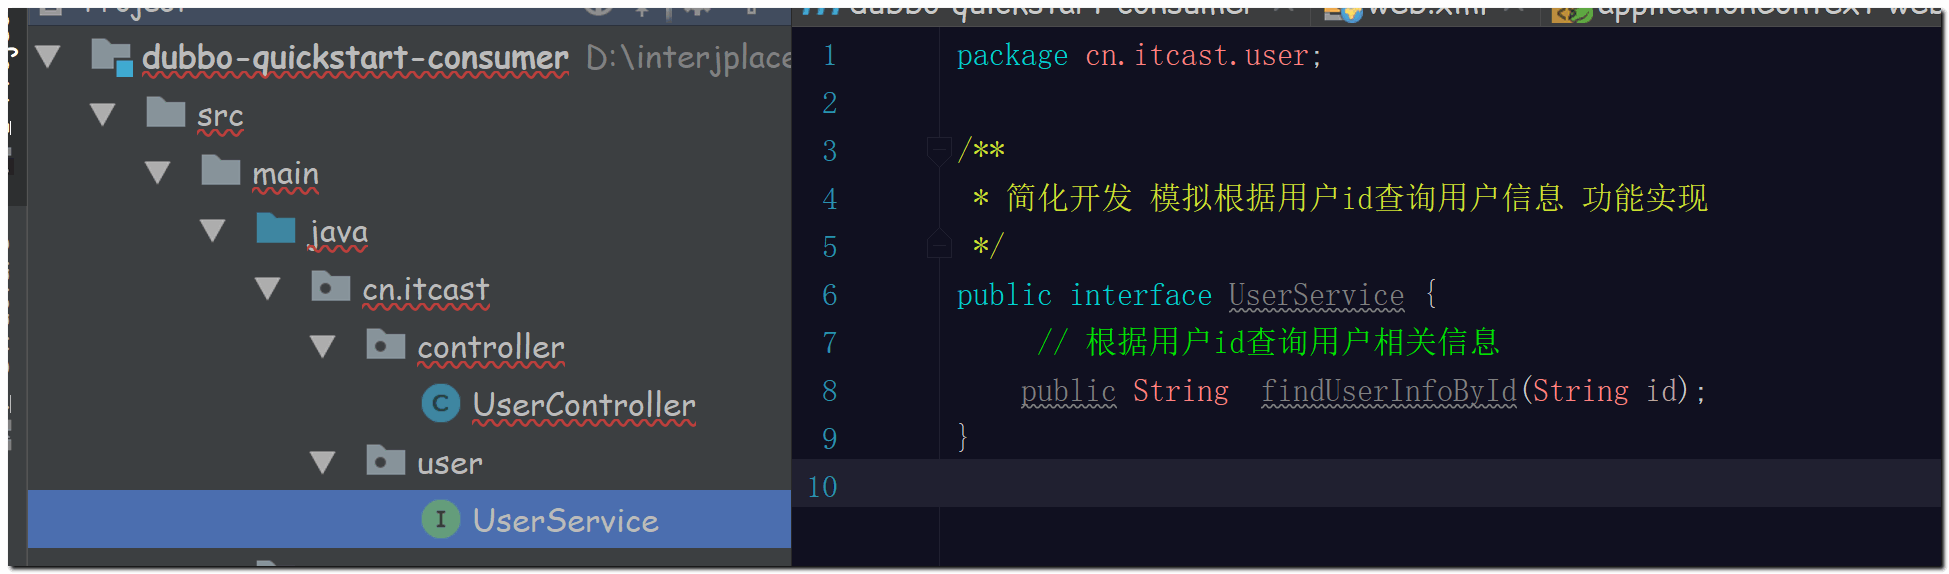 Project
dubbo-quickstart-consumer D:\interjplace
src
main
java
cn.itcast
controller
UserController
user
UserService
dubbo-quickstart-consumer
web.xml
applicationContext-web
1 package cn.itcast.user;
2
3 /**
4 * 简化开发 模拟根据用户id查询用户信息 功能实现
5 */
6 public interface UserService {
7 // 根据用户id查询用户相关信息
8 public String findUserInfoById(String id);
9 }
10